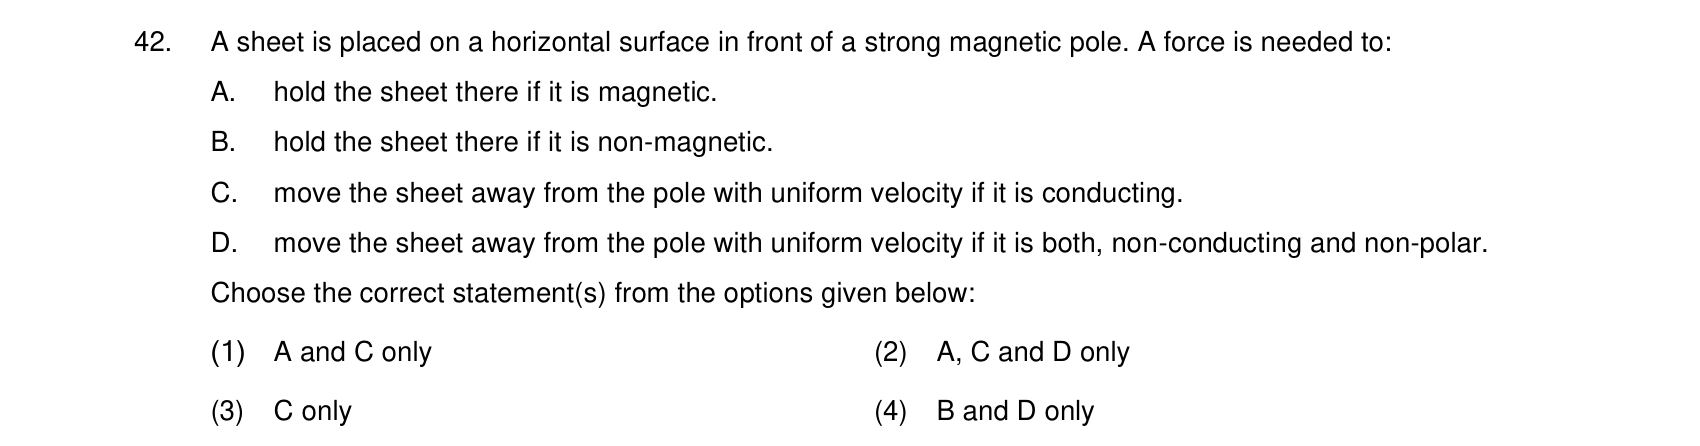 42. A sheet is placed on a horizontal surface in front of a strong magnetic pole. A force is needed to:
A. hold the sheet there if it is magnetic.
B. hold the sheet there if it is non-magnetic.
C. move the sheet away from the pole with uniform velocity if it is conducting.
D. move the sheet away from the pole with uniform velocity if it is both, non-conducting and non-polar.
Choose the correct statement(s) from the options given below:
(1) A and C only (2) A, C and D only
(3) C only (4) B and D only